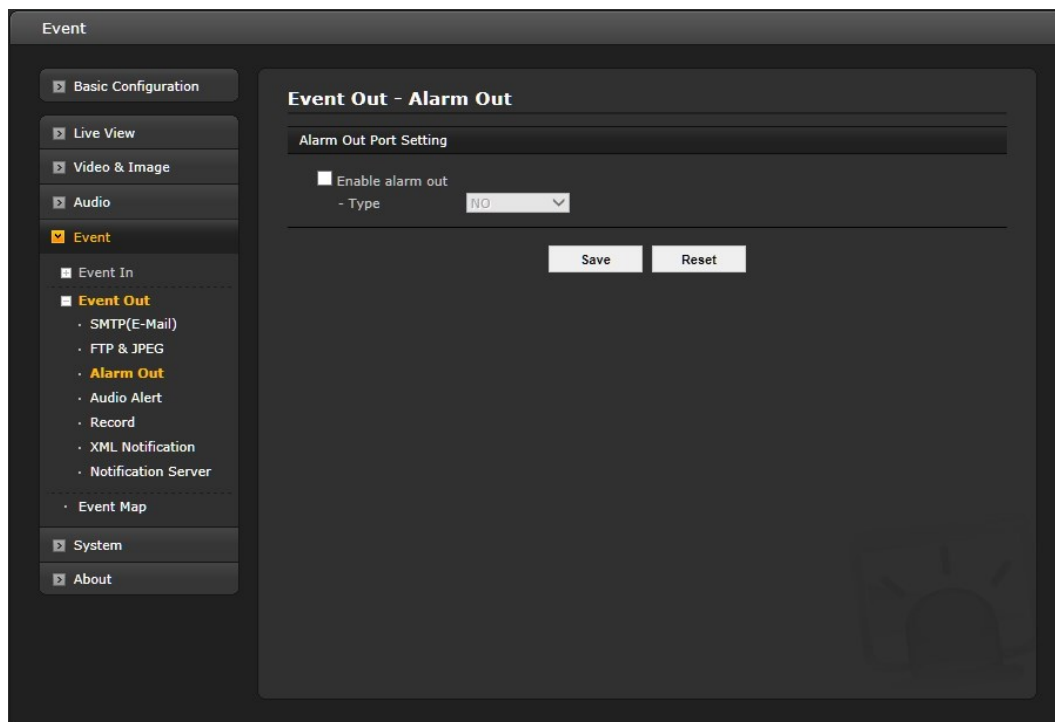 Event
Basic Configuration
Live View
Video & Image
Audio
Event
Event In
Event Out
· SMTP(E-Mail)
· FTP & JPEG
· Alarm Out
· Audio Alert
· Record
· XML Notification
· Notification Server
· Event Map
System
About
Event Out - Alarm Out
Alarm Out Port Setting
Enable alarm out
- Type NO
Save Reset